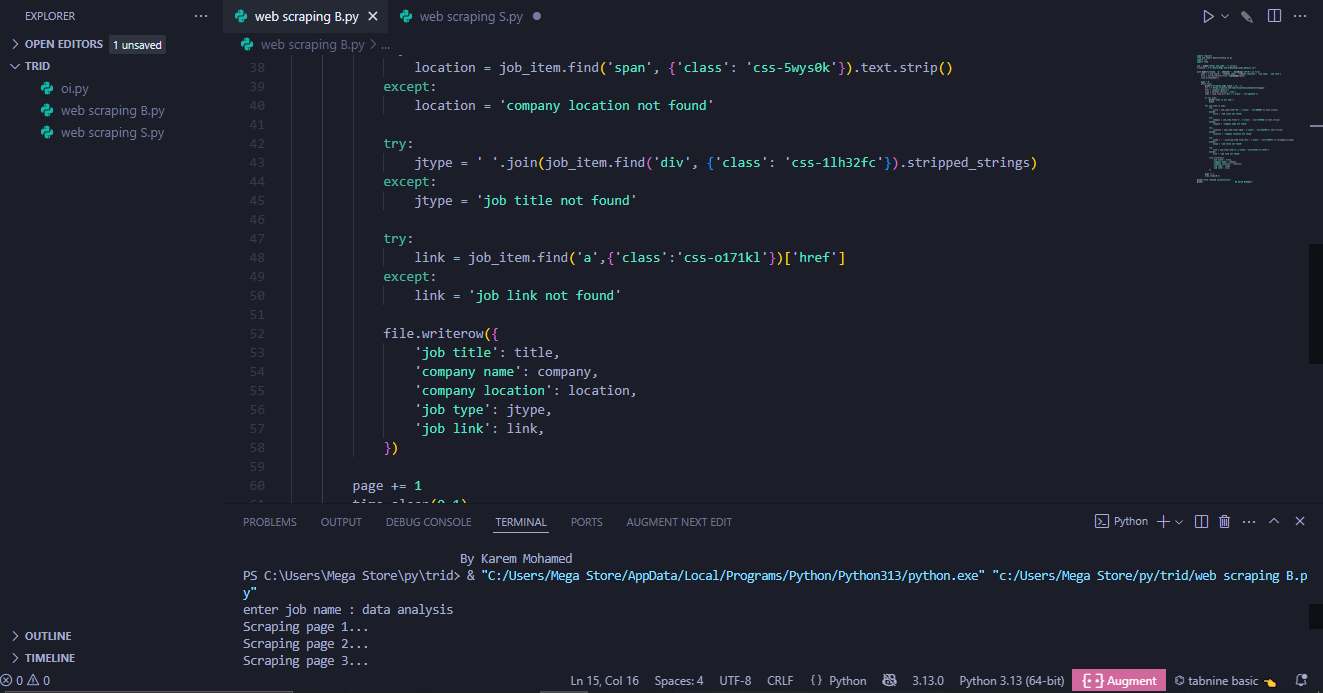 EXPLORER
web scraping B.py
web scraping S.py
OPEN EDITORS 1 unsaved
TRID
oi.py
web scraping B.py
web scraping S.py
OUTLINE
TIMELINE
web scraping B.py > ...
38 location = job_item.find('span', {'class': 'css-5wys0k'}).text.strip()
39 except:
40 location = 'company location not found'
41
42 try:
43 jtype = ' '.join(job_item.find('div', {'class': 'css-1lh32fc'}).stripped_strings)
44 except:
45 jtype = 'job title not found'
46
47 try:
48 link = job_item.find('a',{'class':'css-o171kl'})['href']
49 except:
50 link = 'job link not found'
51
52 file.writerow({
53 'job title': title,
54 'company name': company,
55 'company location': location,
56 'job type': jtype,
57 'job link': link,
58 })
59
60 page += 1
PROBLEMS OUTPUT DEBUG CONSOLE TERMINAL PORTS AUGMENT NEXT EDIT
Python
By Karem Mohamed
PS C:\Users\Mega Store\py\trid> & "C:/Users/Mega Store/AppData/Local/Programs/Python/Python313/python.exe" "c:/Users/Mega Store/py/trid/web scraping B.p
y"
enter job name : data analysis
Scraping page 1...
Scraping page 2...
Scraping page 3...
0 0 Ln 15, Col 16 Spaces: 4 UTF-8 CRLF {} Python 3.13.0 Python 3.13 (64-bit) Augment tabnine basic